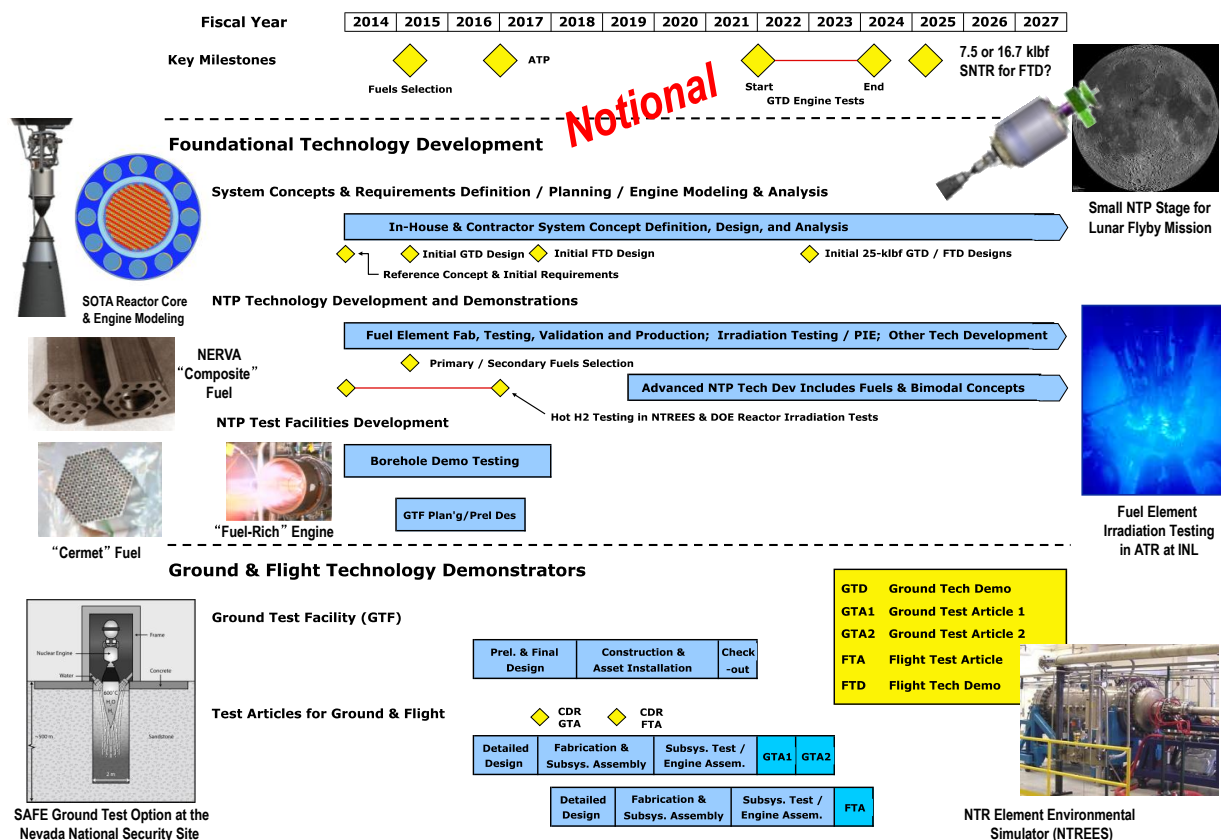 Fiscal Year
2014 2015 2016 2017 2018 2019 2020 2021 2022 2023 2024 2025 2026 2027
Key Milestones
Fuels Selection
ATP
Start
End
GTD Engine Tests
7.5 or 16.7 klbf
SNTR for FTD?
Notional
Foundational Technology Development
System Concepts & Requirements Definition / Planning / Engine Modeling & Analysis
Small NTP Stage for
Lunar Flyby Mission
In-House & Contractor System Concept Definition, Design, and Analysis
Initial GTD Design
Initial FTD Design
Initial 25-klbf GTD / FTD Designs
Reference Concept & Initial Requirements
SOTA Reactor Core
& Engine Modeling
NTP Technology Development and Demonstrations
Fuel Element Fab, Testing, Validation and Production; Irradiation Testing / PIE; Other Tech Development
NERVA
“Composite”
Fuel
Primary / Secondary Fuels Selection
Advanced NTP Tech Dev Includes Fuels & Bimodal Concepts
Hot H2 Testing in NTREES & DOE Reactor Irradiation Tests
NTP Test Facilities Development
Borehole Demo Testing
GTF Plan'g/Prel Des
“Fuel-Rich” Engine
“Cermet” Fuel
Fuel Element
Irradiation Testing
in ATR at INL
Ground & Flight Technology Demonstrators
GTD Ground Tech Demo
GTA1 Ground Test Article 1
GTA2 Ground Test Article 2
FTA Flight Test Article
FTD Flight Tech Demo
Ground Test Facility (GTF)
Prel. & Final
Design
Construction &
Asset Installation
Check
-out
Test Articles for Ground & Flight
CDR
GTA
CDR
FTA
Detailed
Design
Fabrication &
Subsys. Assembly
Subsys. Test /
Engine Assem.
GTA1
GTA2
Detailed
Design
Fabrication &
Subsys. Assembly
Subsys. Test /
Engine Assem.
FTA
Frame
Nuclear Engine
Concrete
Water
600°C
H₂O
Sandstone
2 m
SAFE Ground Test Option at the
Nevada National Security Site
NTR Element Environmental
Simulator (NTREES)